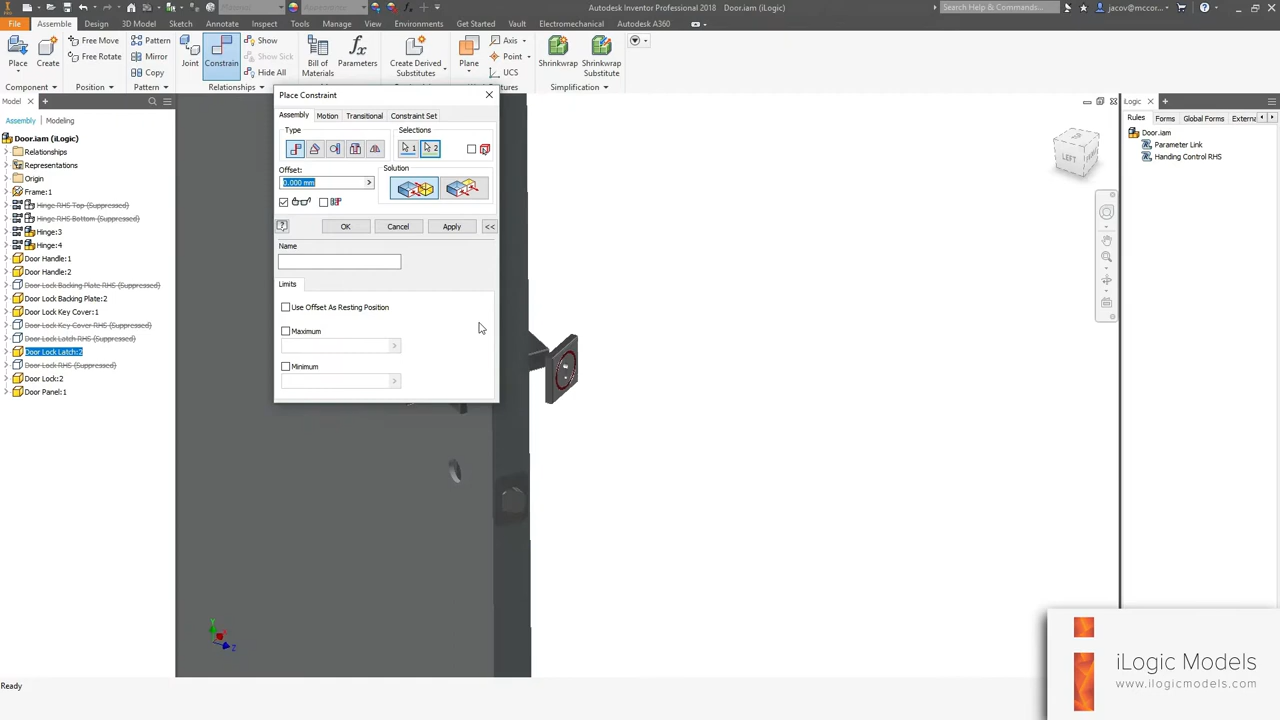 Autodesk Inventor Professional 2018 Door.iam (iLogic)
Search Help & Commands...
jacov@mccor...
File Assemble Design 3D Model Sketch Annotate Inspect Tools Manage View Environments Get Started Vault Electromechanical Autodesk A360
Place Create
Free Move
Free Rotate
Pattern
Mirror
Copy
Joint Constrain
Show
Show Sick
Hide All
Bill of Materials
Parameters
Create Derived Substitutes
Plane
Axis
Point
UCS
Shrinkwrap
Shrinkwrap Substitute
Component Position Pattern Relationships Simplification
Model
Assembly Modeling
Door.iam (iLogic)
Relationships
Representations
Origin
Frame:1
Hinge RHS Top (Suppressed)
Hinge RHS Bottom (Suppressed)
Hinge:3
Hinge:4
Door Handle:1
Door Handle:2
Door Lock Backing Plate RHS (Suppressed)
Door Lock Backing Plate:2
Door Lock Key Cover:1
Door Lock Key Cover RHS (Suppressed)
Door Lock Latch RHS (Suppressed)
Door Lock Latch:2
Door Lock RHS (Suppressed)
Door Lock:2
Door Panel:1
Place Constraint
Assembly Motion Transitional Constraint Set
Type
Selections
1 2
Offset:
0.000 mm
Solution
OK Cancel Apply <<
Name
Limits
Use Offset As Resting Position
Maximum
Minimum
LEFT
iLogic
Rules Forms Global Forms Externa
Door.iam
Parameter Link
Handing Control RHS
Y
Z
Ready
iLogic Models
www.ilogicmodels.com